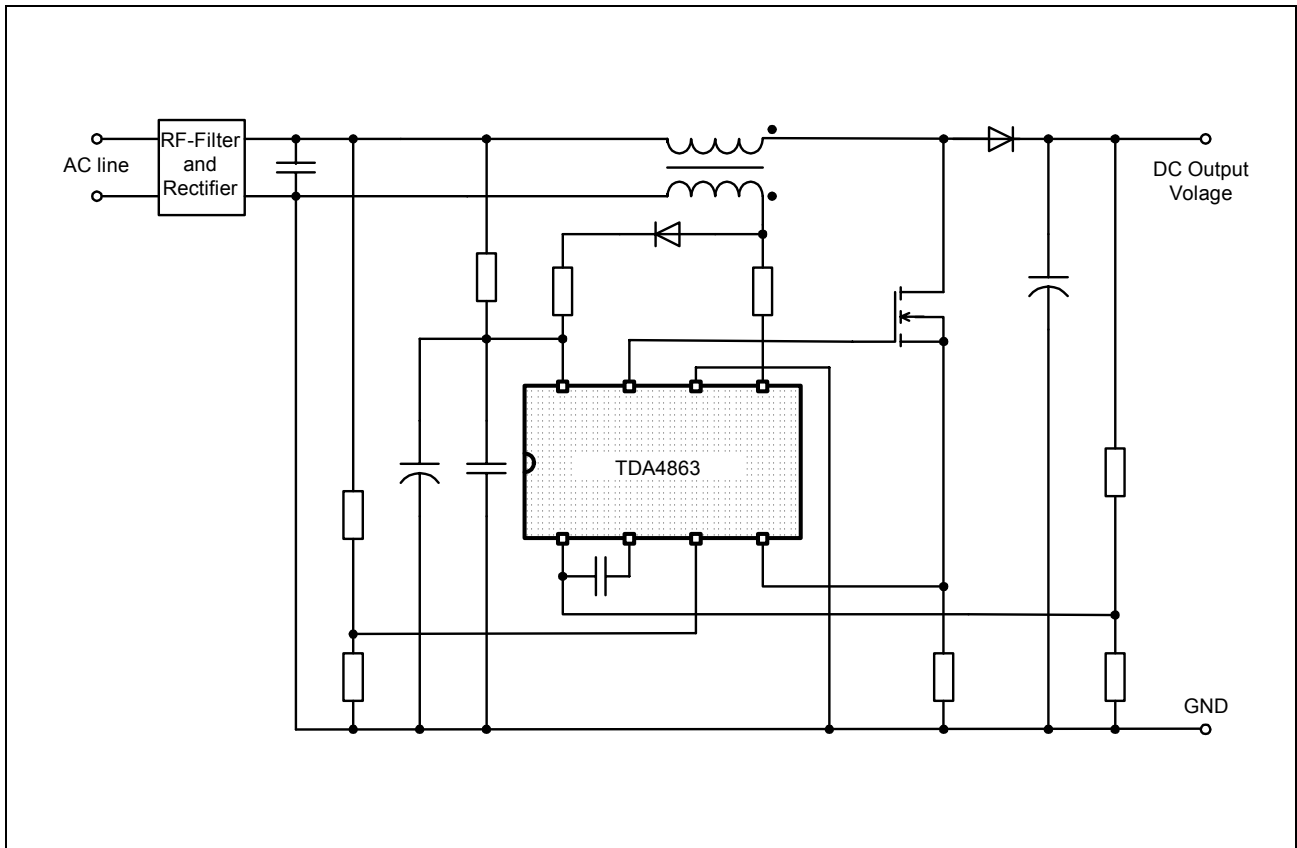 AC line
RF-Filter
and
Rectifier
DC Output
Volage
TDA4863
GND